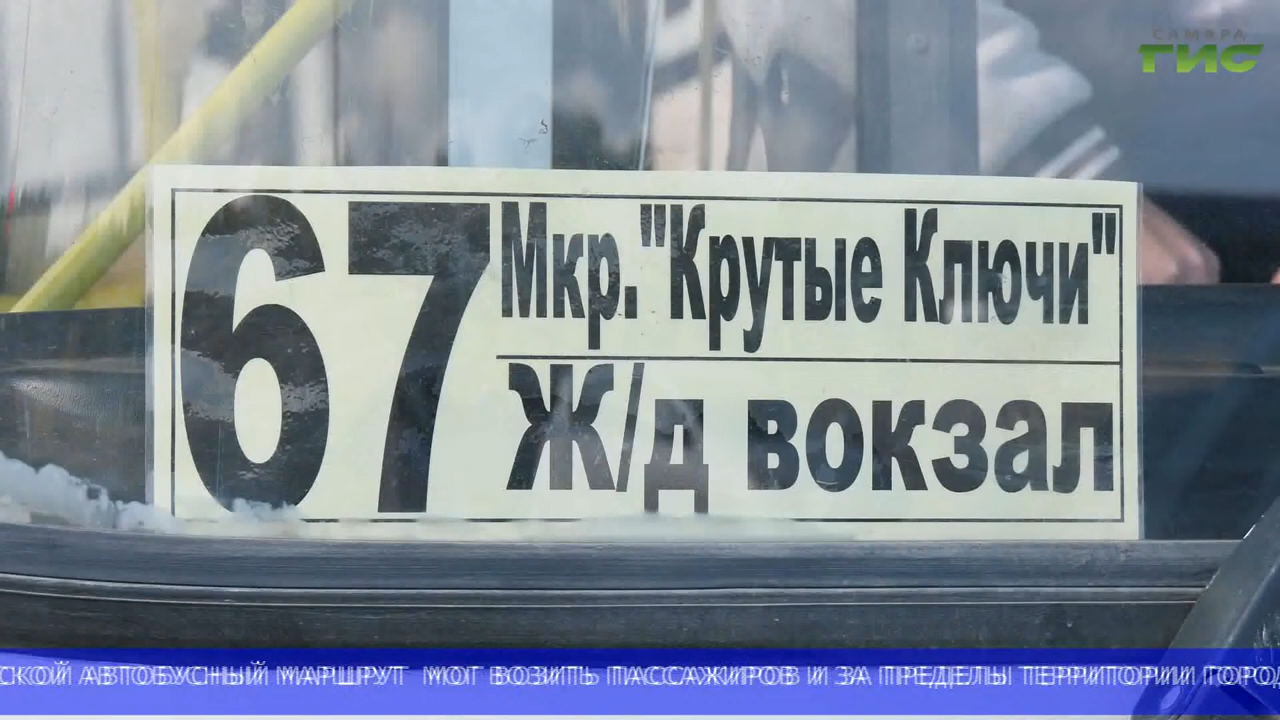 САМАРА
ГИС
67
Мкр."Крутые Ключи"
Ж/д вокзал
СКОЙ АВТОБУСНЫЙ МАРШРУТ МОГ ВОЗИТЬ ПАССАЖИРОВ И ЗА ПРЕДЕЛЫ ТЕРРИТОРИИ ГОРОД